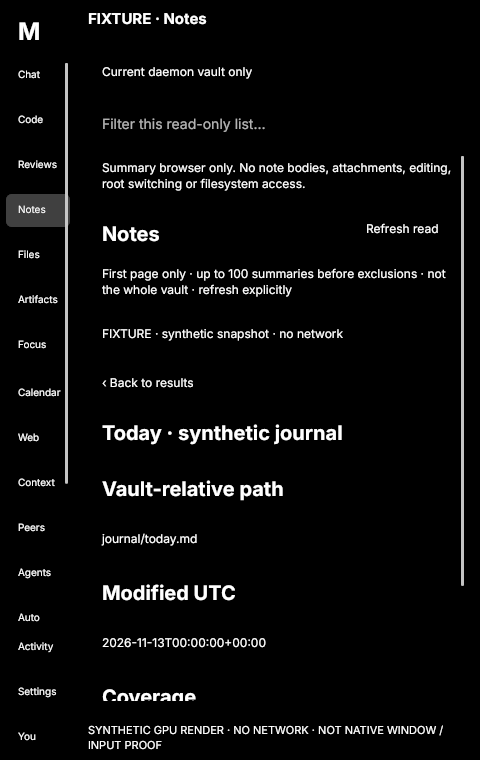 M
FIXTURE · Notes
Chat
Code
Reviews
Notes
Files
Artifacts
Focus
Calendar
Web
Context
Peers
Agents
Auto
Activity
Settings
You
Current daemon vault only
Filter this read-only list...
Summary browser only. No note bodies, attachments, editing,
root switching or filesystem access.
Notes
Refresh read
First page only · up to 100 summaries before exclusions · not
the whole vault · refresh explicitly
FIXTURE · synthetic snapshot · no network
‹ Back to results
Today · synthetic journal
Vault-relative path
journal/today.md
Modified UTC
2026-11-13T00:00:00+00:00
Coverage
SYNTHETIC GPU RENDER · NO NETWORK · NOT NATIVE WINDOW /
INPUT PROOF